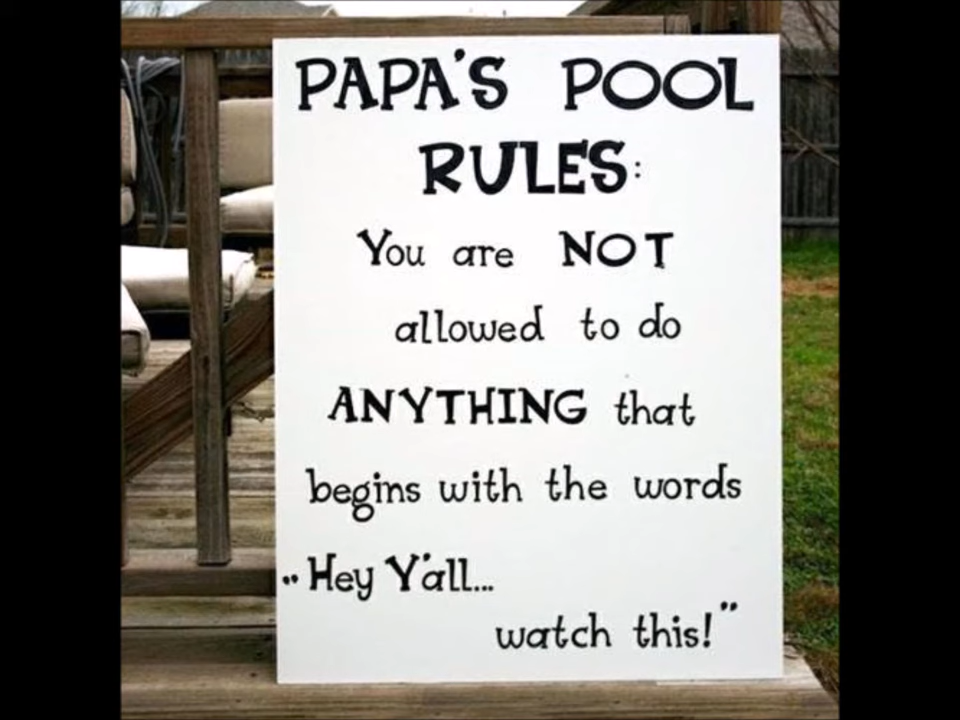 PAPA'S POOL
RULES:
You are NOT
allowed to do
ANYTHING that
begins with the words
"Hey Y'all...
watch this!"